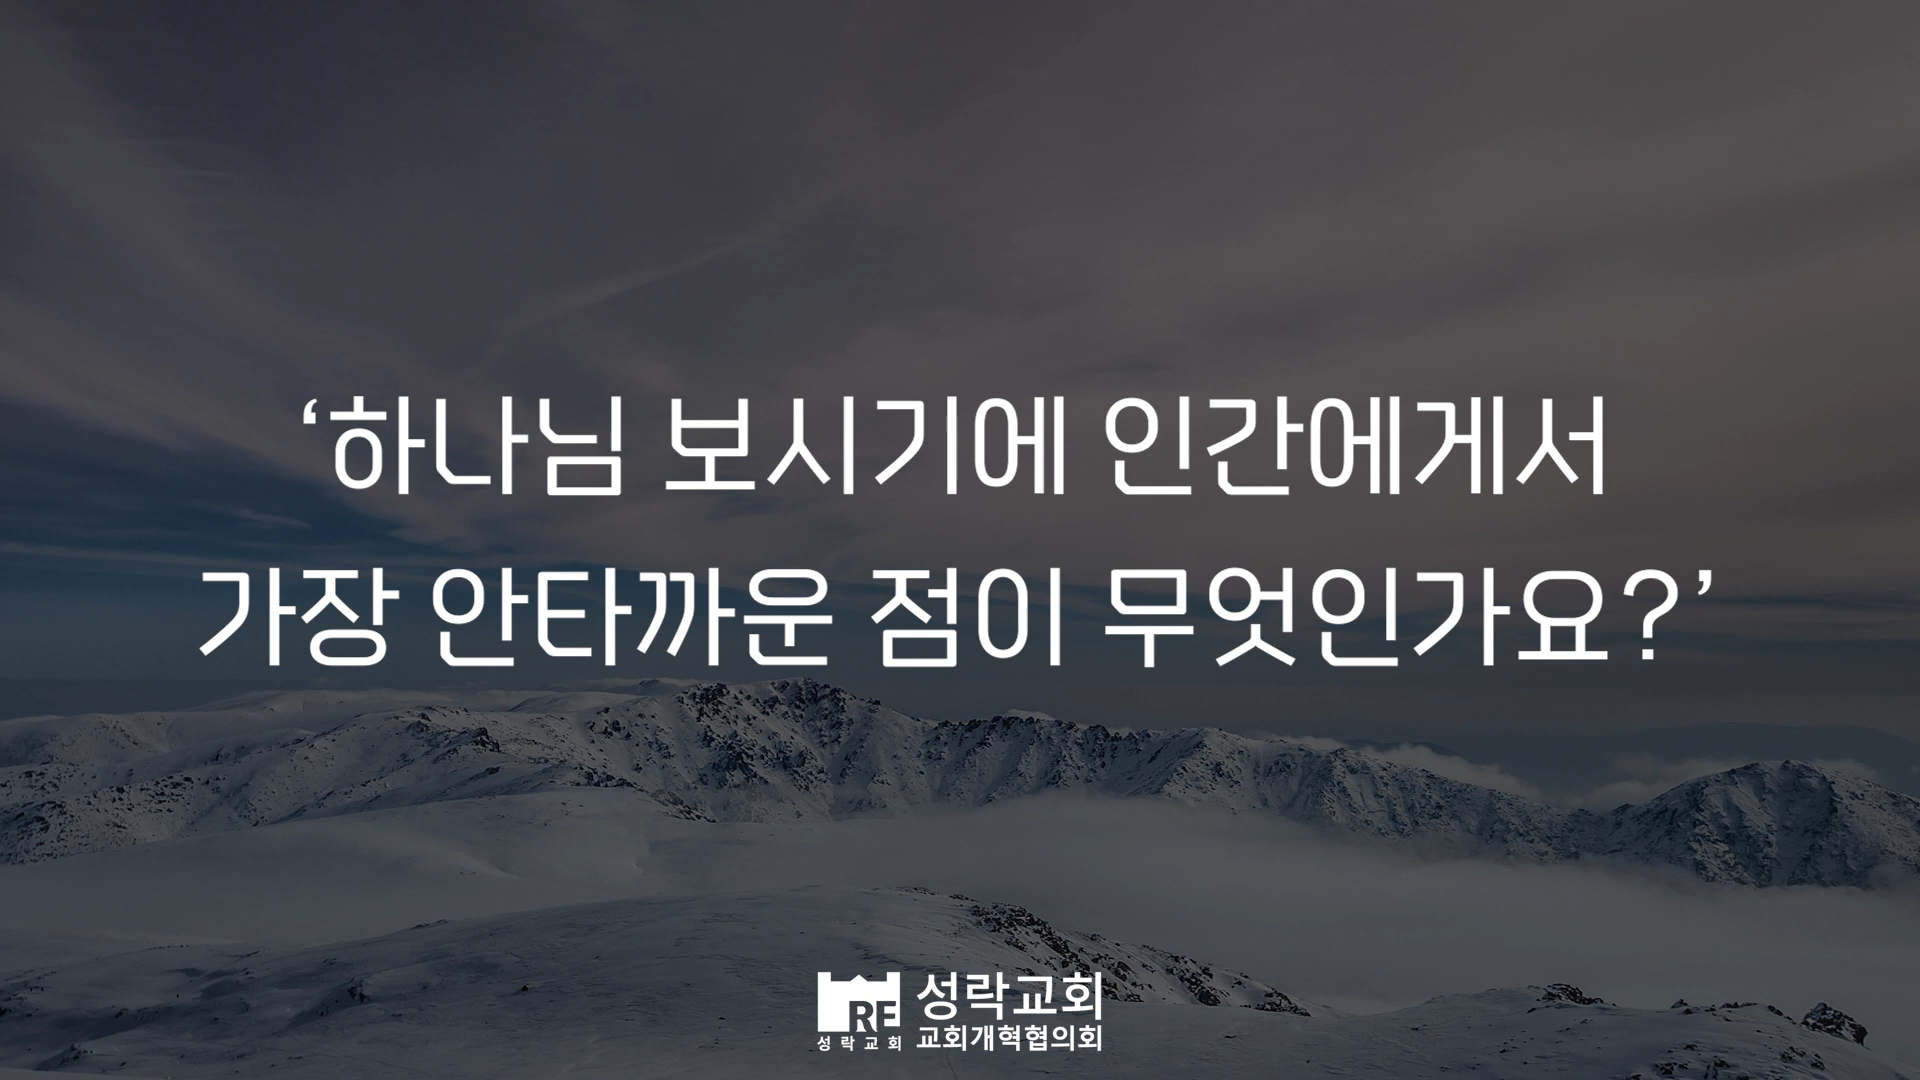 ‘하나님 보시기에 인간에게서
가장 안타까운 점이 무엇인가요?’
RE
성락교회
성락교회
교회개혁협의회